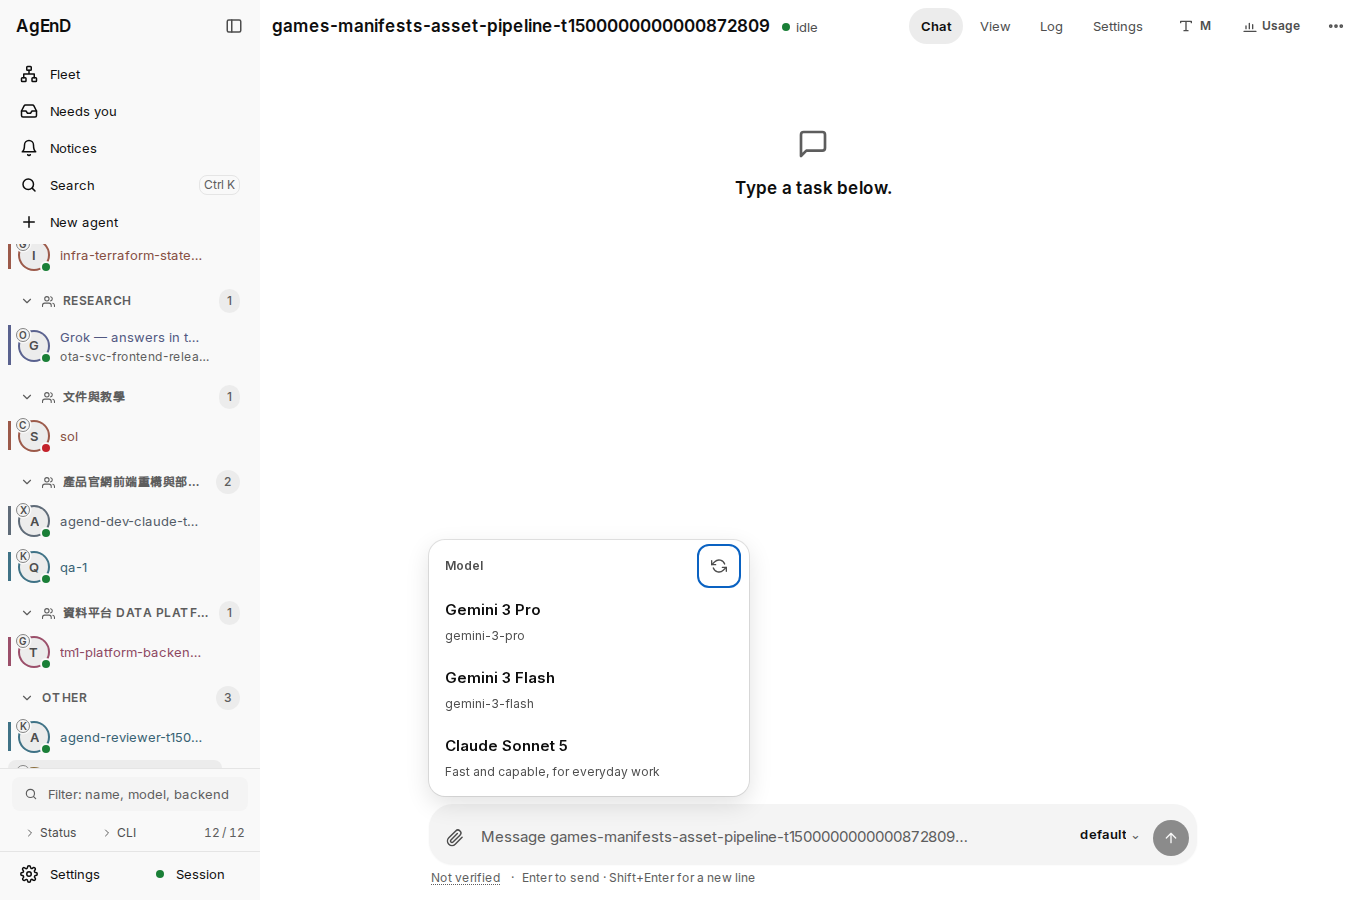 AgEnD
Fleet
Needs you
Notices
Search
Ctrl K
New agent
G
I
infra-terraform-state...
RESEARCH
1
O
G
Grok — answers in t...
ota-svc-frontend-relea...
文件與教學
1
C
S
sol
產品官網前端重構與部...
2
X
A
agend-dev-claude-t...
K
Q
qa-1
資料平台 DATA PLATF...
1
G
T
tm1-platform-backen...
OTHER
3
K
A
agend-reviewer-t150...
Filter: name, model, backend
Status
CLI
12 / 12
Settings
Session
games-manifests-asset-pipeline-t1500000000000872809
idle
Chat
View
Log
Settings
M
Usage
Type a task below.
Model
Gemini 3 Pro
gemini-3-pro
Gemini 3 Flash
gemini-3-flash
Claude Sonnet 5
Fast and capable, for everyday work
Message games-manifests-asset-pipeline-t1500000000000872809...
default
Not verified · Enter to send · Shift+Enter for a new line